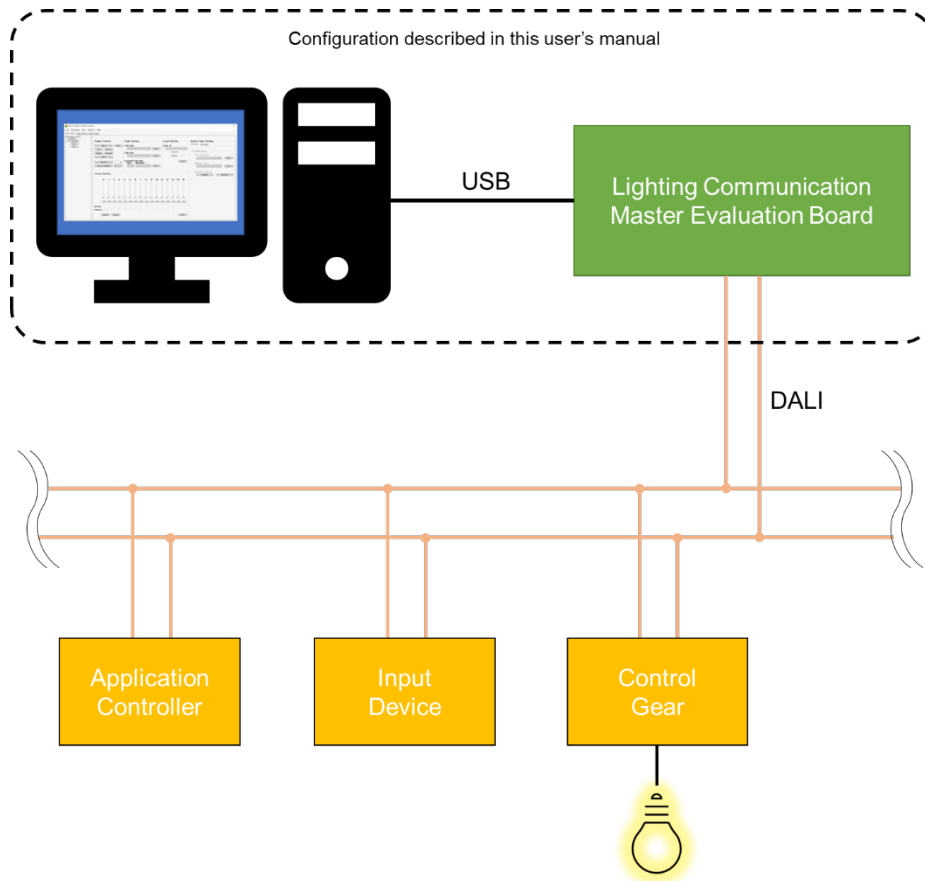 Configuration described in this user's manual
USB
Lighting Communication
Master Evaluation Board
DALI
Application
Controller
Input
Device
Control
Gear